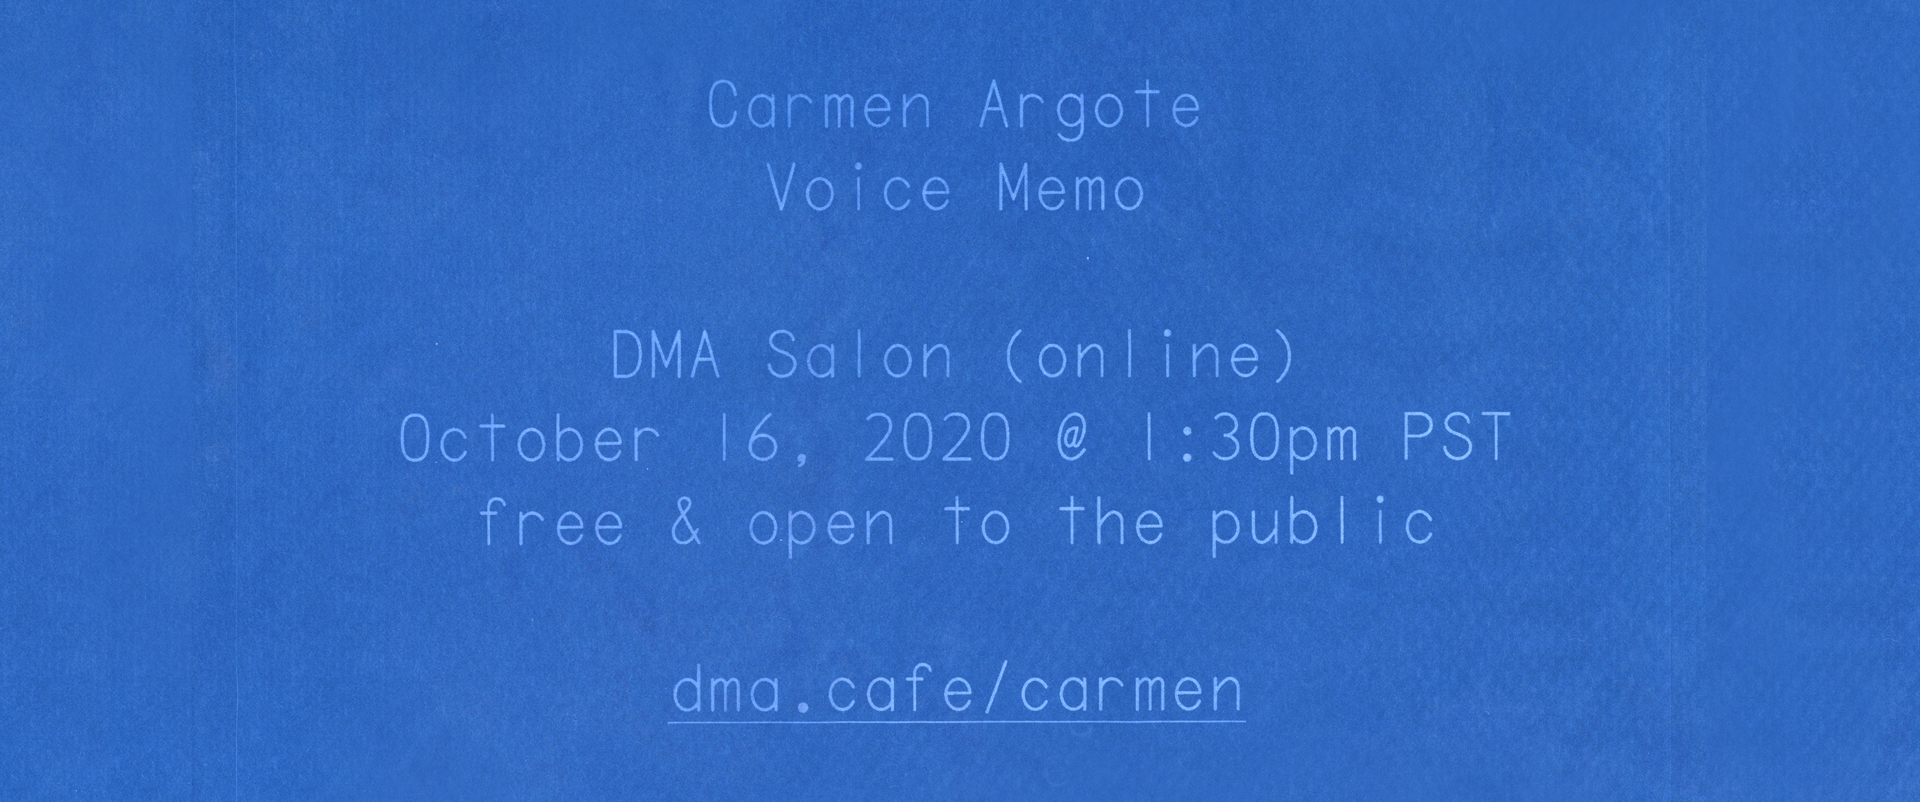 Carmen Argote
Voice Memo
DMA Salon (online)
October 16, 2020 @ 1:30pm PST
free & open to the public
dma.cafe/carmen